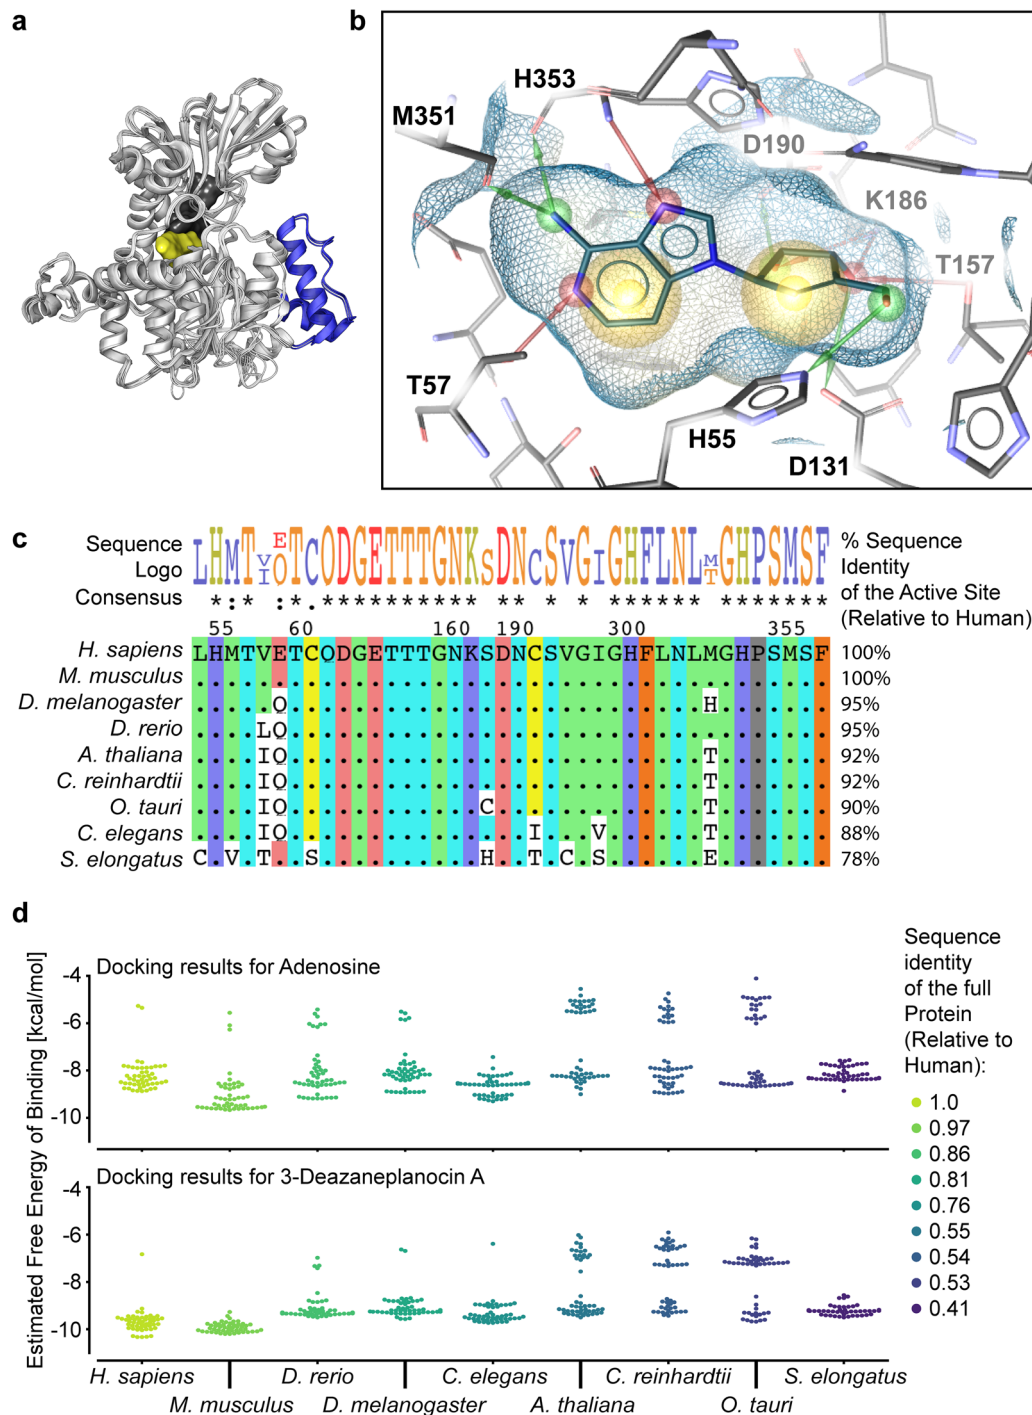 a
b
H353
M351
D190
K186
T157
T57
H55
D131
c
Sequence
Logo
LHMTVETCQDGETTTGNKSDNCSVGIGHFLNLMGHPSMSF
I Q T
Consensus
*:* :.***********  ** * * ****** *********
% Sequence
Identity
of the Active Site
(Relative to Human)
55 60 160 190 300 355
H. sapiens LHMTVETCQDGETTTGNKSDNCSVGIGHFLNLMGHPSMSF 100%
M. musculus ........................................ 100%
D. melanogaster .....Q..........................H....... 95%
D. rerio ....LQ.................................. 95%
A. thaliana ....IQ..........................T....... 92%
C. reinhardtii ....IQ..........................T....... 92%
O. tauri ....IQ............C.............T....... 90%
C. elegans ....IQ...............I...V......T....... 88%
S. elongatus C.V.T..S..........H..T.C.S......E....... 78%
d
Estimated Free Energy of Binding [kcal/mol]
Docking results for Adenosine
-4
-6
-8
-10
Docking results for 3-Deazaneplanocin A
-4
-6
-8
-10
H. sapiens
M. musculus
D. rerio
D. melanogaster
C. elegans
A. thaliana
C. reinhardtii
O. tauri
S. elongatus
Sequence
identity
of the full
Protein
(Relative to
Human):
1.0
0.97
0.86
0.81
0.76
0.55
0.54
0.53
0.41